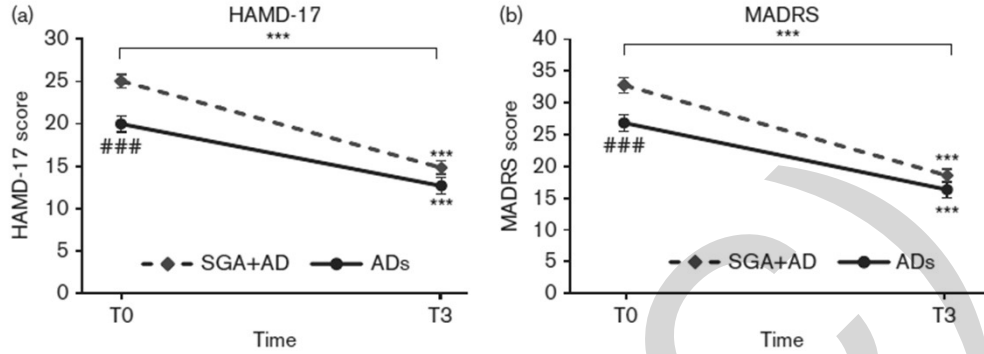 (a)
HAMD-17
***
30
25
20
15
10
5
0
HAMD-17 score
###
***
***
SGA+AD
ADs
T0
T3
Time
(b)
MADRS
***
40
35
30
25
20
15
10
5
0
MADRS score
###
***
***
SGA+AD
ADs
T0
T3
Time